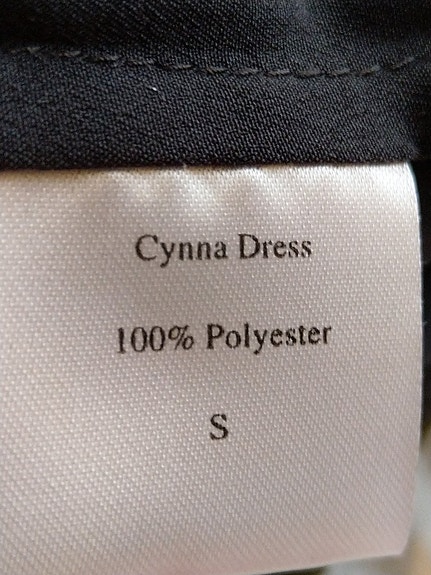 Cynna Dress
100% Polyester
S